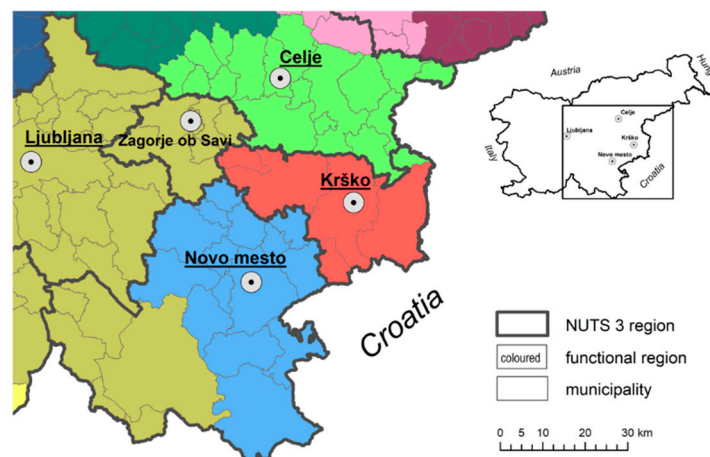 Celje
Ljubljana
Zagorje ob Savi
Krško
Novo mesto
Croatia
Austria
Hung
Italy
Celje
Ljubljana
Krško
Novo mesto
Croatia
NUTS 3 region
coloured functional region
municipality
0 5 10 20 30 km